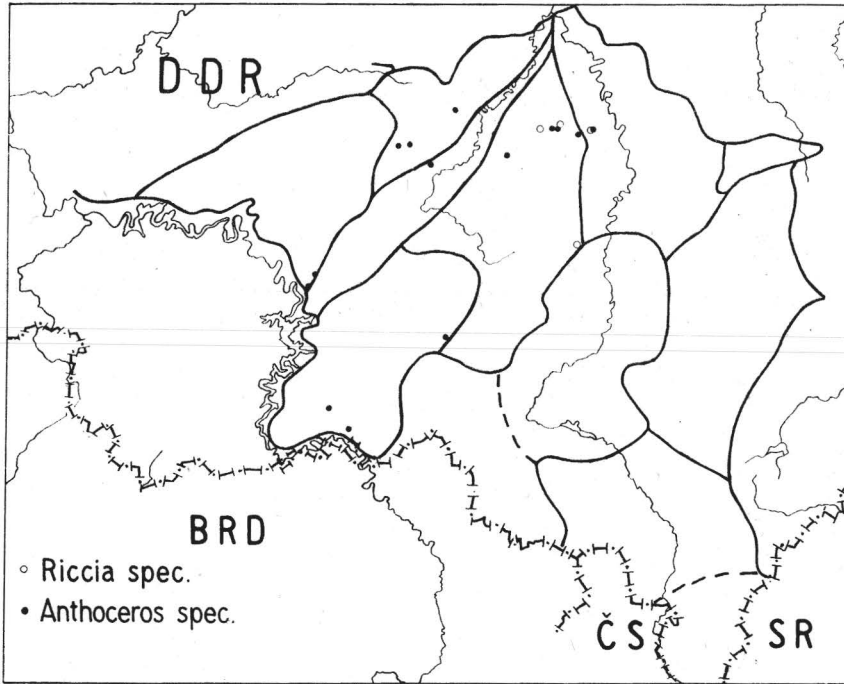 DDR
BRD
○ Riccia spec.
• Anthoceros spec.
ČS SR